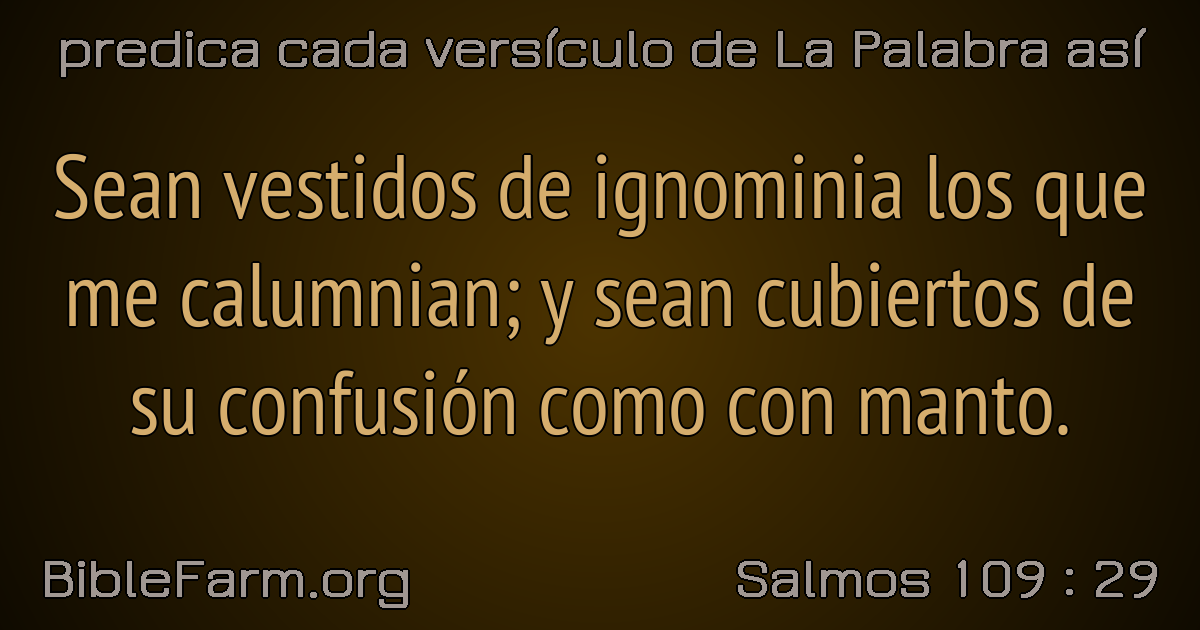 predica cada versículo de La Palabra así
Sean vestidos de ignominia los que
me calumnian; y sean cubiertos de
su confusión como con manto.
BibleFarm.org
Salmos 109 : 29